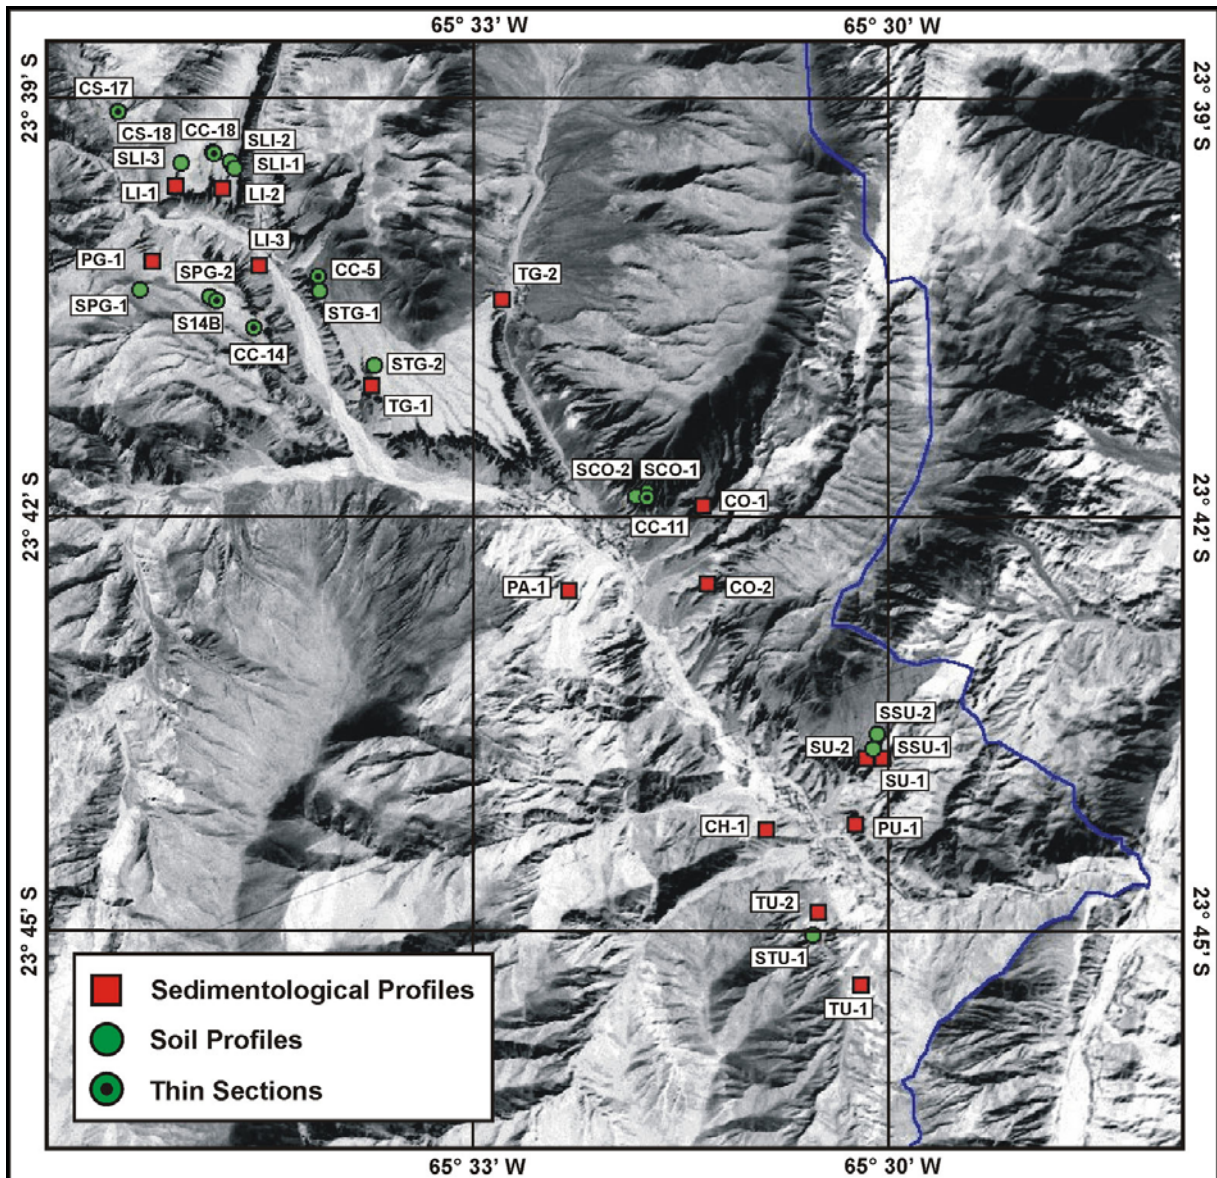 65° 33’ W
65° 30’ W
23° 39’ S
23° 39’ S
CS-17
CS-18
CC-18
SLI-2
SLI-3
SLI-1
LI-1
LI-2
LI-3
PG-1
SPG-2
CC-5
TG-2
SPG-1
S14B
STG-1
CC-14
STG-2
TG-1
SCO-2
SCO-1
CO-1
CC-11
23° 42’ S
23° 42’ S
PA-1
CO-2
SSU-2
SU-2
SSU-1
SU-1
CH-1
PU-1
TU-2
STU-1
23° 45’ S
23° 45’ S
TU-1
Sedimentological Profiles
Soil Profiles
Thin Sections
65° 33’ W
65° 30’ W